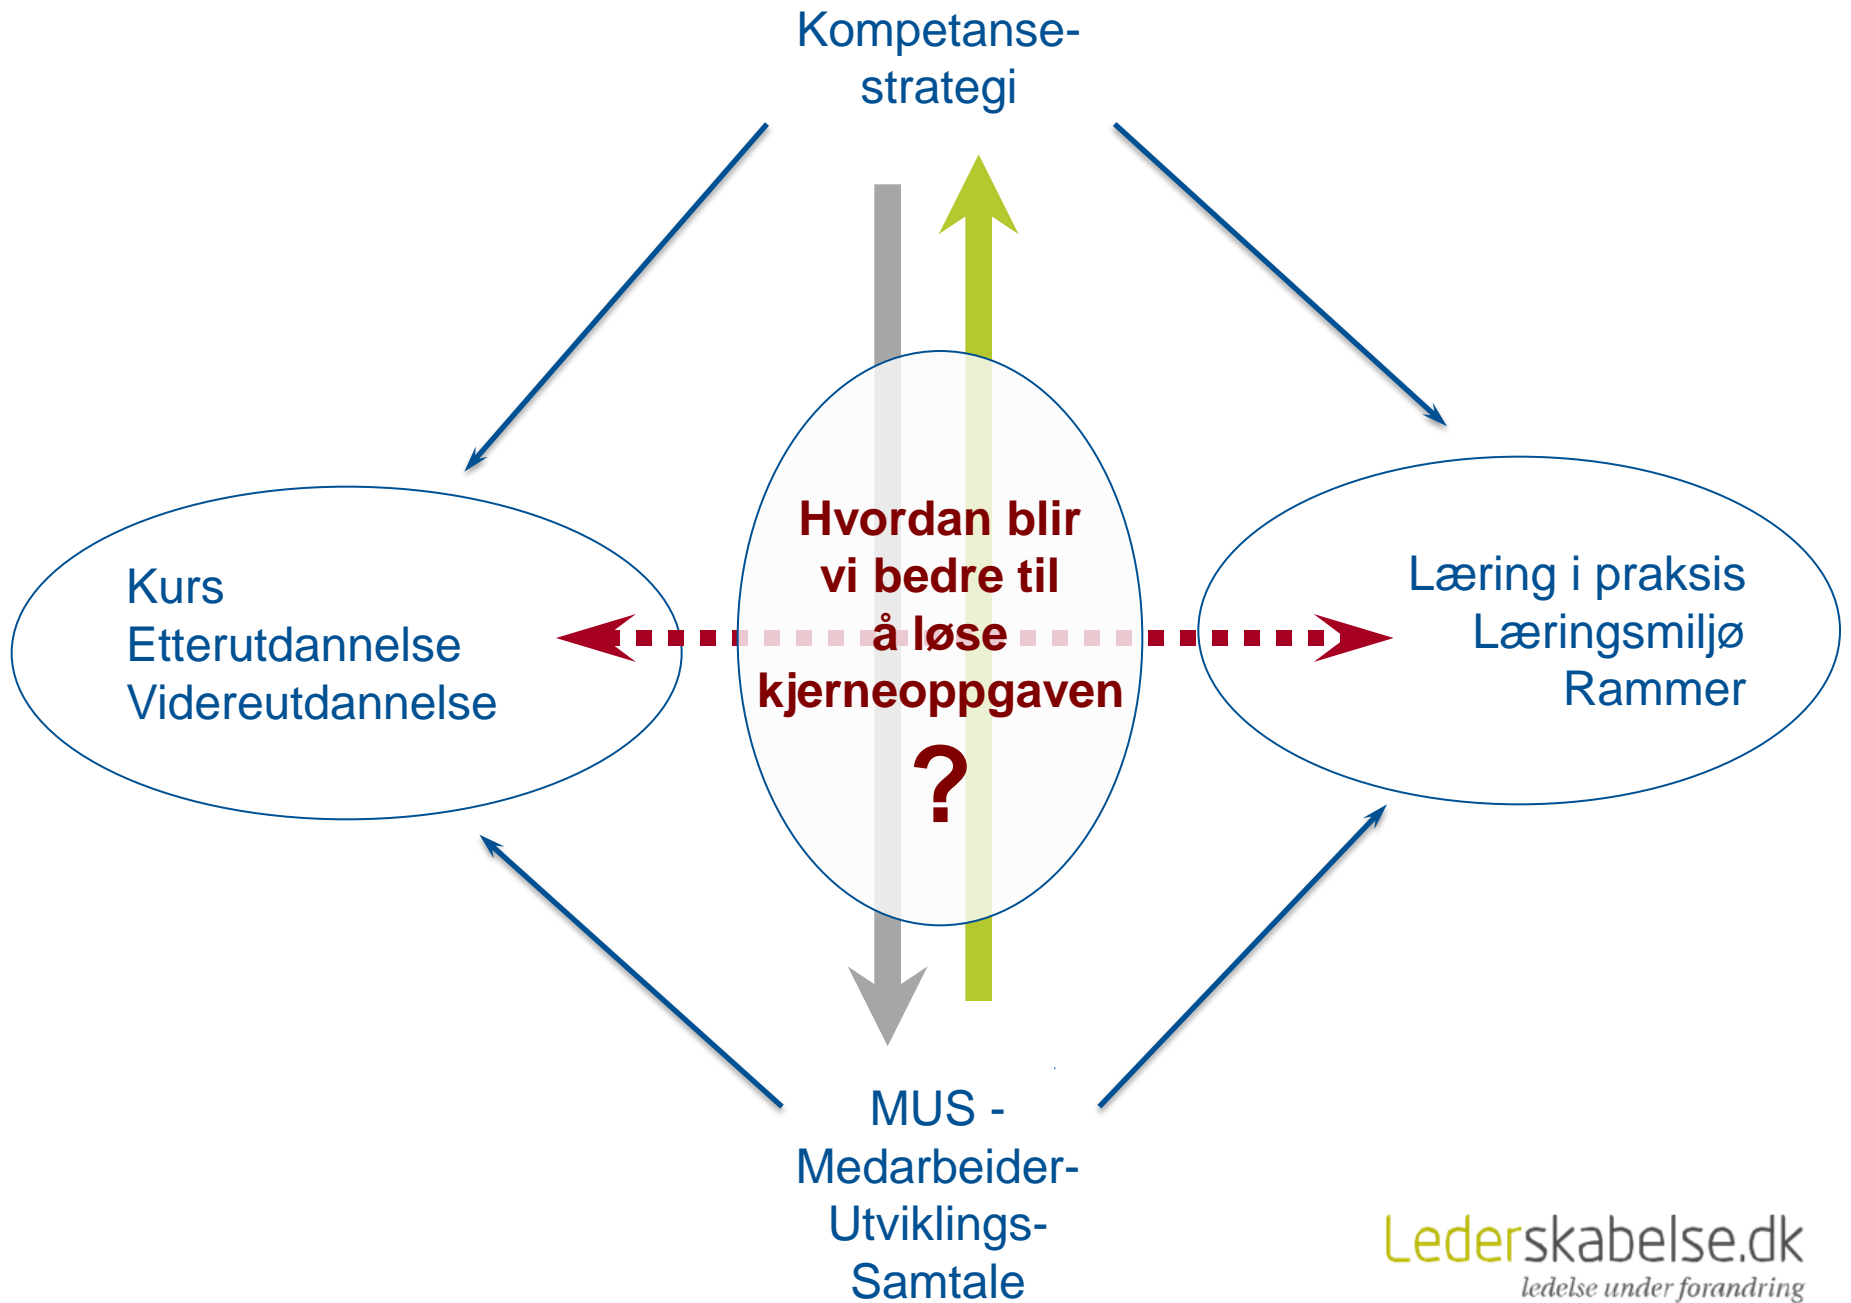 Kompetanse-
strategi
Hvordan blir
vi bedre til
å løse
kjerneoppgaven
?
Kurs
Etterutdannelse
Videreutdannelse
Læring i praksis
Læringsmiljø
Rammer
MUS -
Medarbeider-
Utviklings-
Samtale
Lederskabelse.dk
ledelse under forandring